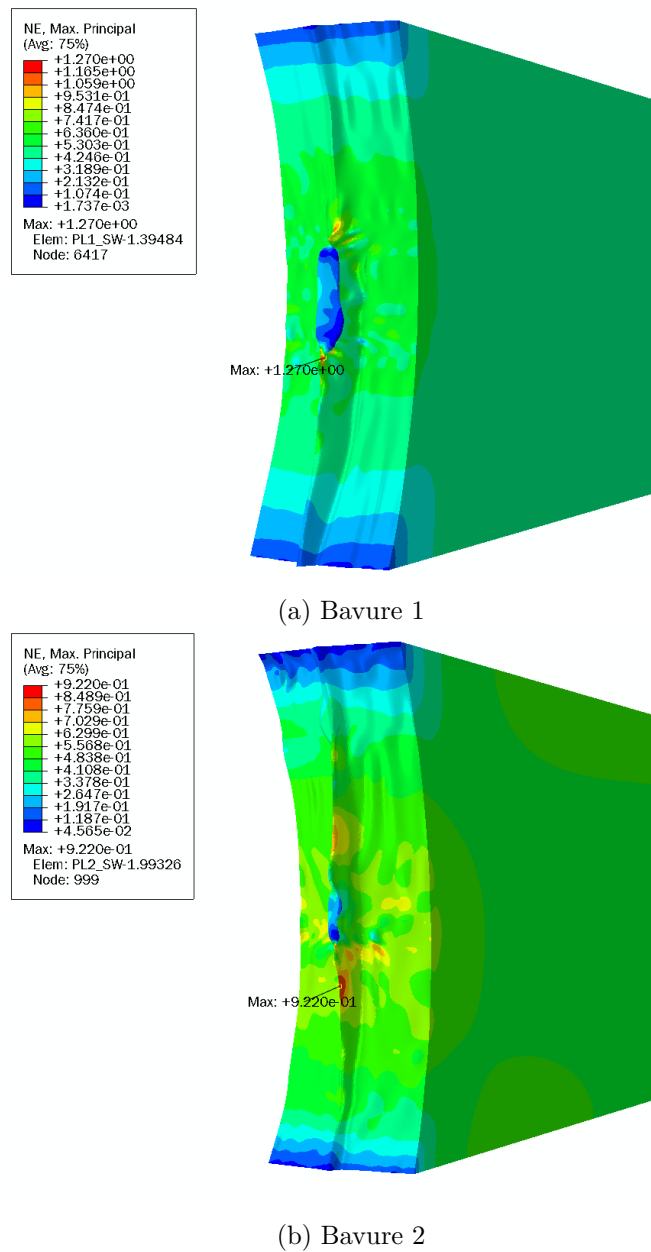 NE, Max. Principal
(Avg: 75%)
+1.270e+00
+1.165e+00
+1.059e+00
+9.531e-01
+8.474e-01
+7.417e-01
+6.360e-01
+5.303e-01
+4.246e-01
+3.189e-01
+2.132e-01
+1.074e-01
+1.737e-03
Max: +1.270e+00
Elem: PL1_SW-1.39484
Node: 6417
Max: +1.270e+00
(a) Bavure 1
NE, Max. Principal
(Avg: 75%)
+9.220e-01
+8.489e-01
+7.759e-01
+7.029e-01
+6.299e-01
+5.568e-01
+4.838e-01
+4.108e-01
+3.378e-01
+2.647e-01
+1.917e-01
+1.187e-01
+4.565e-02
Max: +9.220e-01
Elem: PL2_SW-1.99326
Node: 999
Max: +9.220e-01
(b) Bavure 2